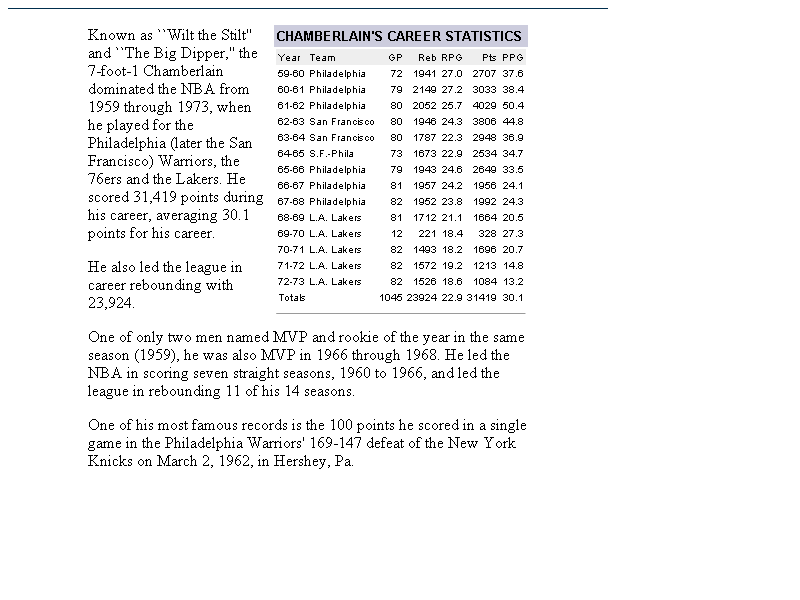 Known as ``Wilt the Stilt''
and ``The Big Dipper,'' the
7-foot-1 Chamberlain
dominated the NBA from
1959 through 1973, when
he played for the
Philadelphia (later the San
Francisco) Warriors, the
76ers and the Lakers. He
scored 31,419 points during
his career, averaging 30.1
points for his career.
He also led the league in
career rebounding with
23,924.
CHAMBERLAIN'S CAREER STATISTICS
Year Team GP Reb RPG Pts PPG
59-60 Philadelphia 72 1941 27.0 2707 37.6
60-61 Philadelphia 79 2149 27.2 3033 38.4
61-62 Philadelphia 80 2052 25.7 4029 50.4
62-63 San Francisco 80 1946 24.3 3806 44.8
63-64 San Francisco 80 1787 22.3 2948 36.9
64-65 S.F.-Phila 73 1673 22.9 2534 34.7
65-66 Philadelphia 79 1943 24.6 2649 33.5
66-67 Philadelphia 81 1957 24.2 1956 24.1
67-68 Philadelphia 82 1952 23.8 1992 24.3
68-69 L.A. Lakers 81 1712 21.1 1664 20.5
69-70 L.A. Lakers 12 221 18.4 328 27.3
70-71 L.A. Lakers 82 1493 18.2 1696 20.7
71-72 L.A. Lakers 82 1572 19.2 1213 14.8
72-73 L.A. Lakers 82 1526 18.6 1084 13.2
Totals 1045 23924 22.9 31419 30.1
One of only two men named MVP and rookie of the year in the same
season (1959), he was also MVP in 1966 through 1968. He led the
NBA in scoring seven straight seasons, 1960 to 1966, and led the
league in rebounding 11 of his 14 seasons.
One of his most famous records is the 100 points he scored in a single
game in the Philadelphia Warriors' 169-147 defeat of the New York
Knicks on March 2, 1962, in Hershey, Pa.